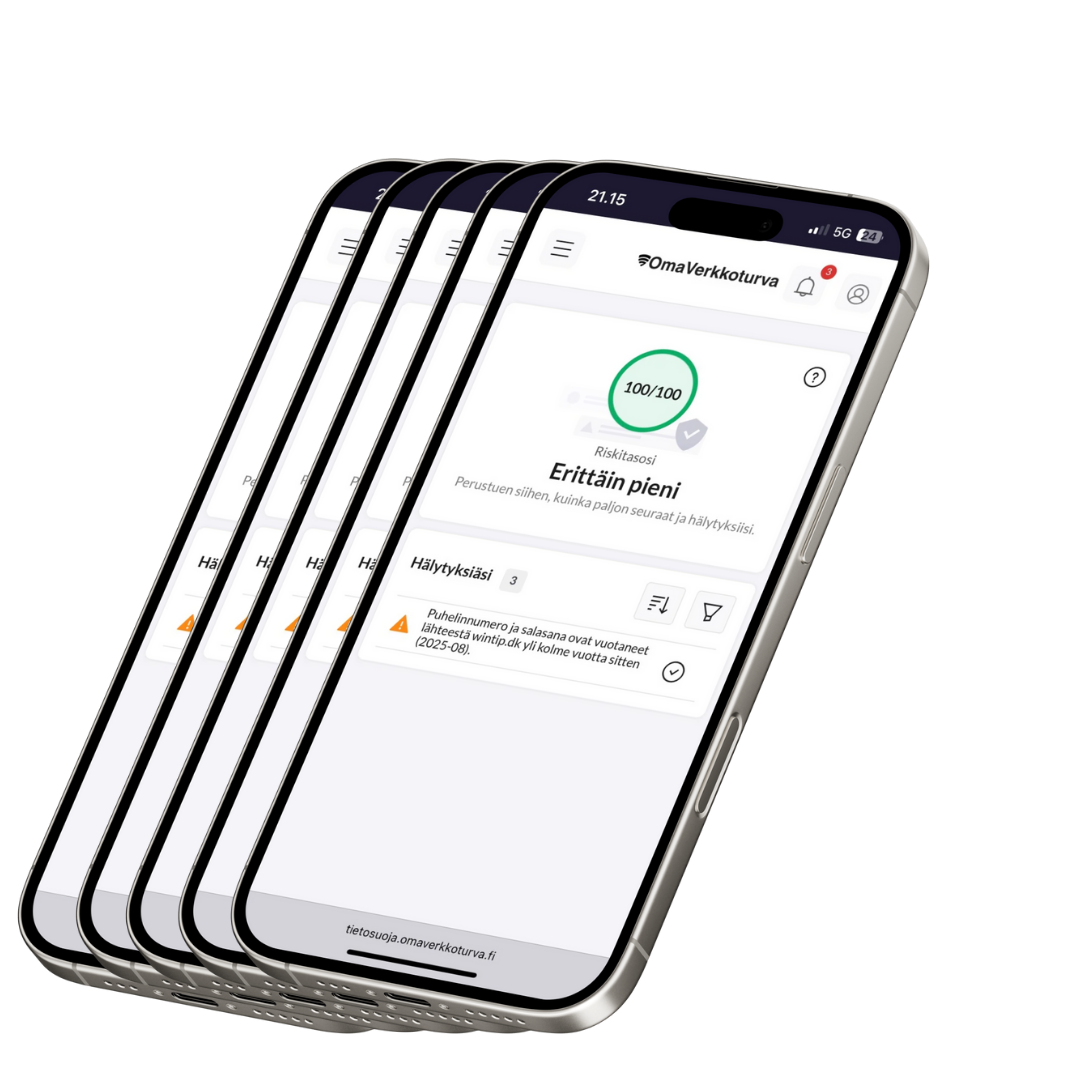 21.15
5G 24
OmaVerkkoturva
3
?
100/100
Riskitasosi
Erittäin pieni
Perustuen siihen, kuinka paljon seuraat ja hälytyksiisi.
Hälytyksiäsi 3
Puhelinnumero ja salasana ovat vuotaneet
lähteestä wintip.dk yli kolme vuotta sitten
(2025-08).
tietosuoja.omaverkkoturva.fi